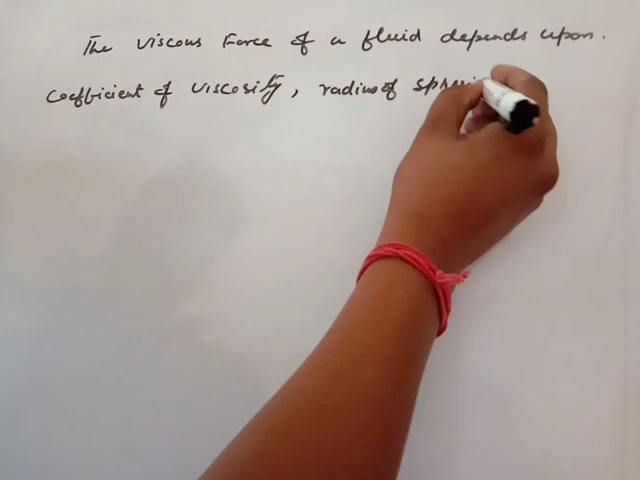 The viscous Force of a fluid depends upon.
Coefficient of viscosity, radius of